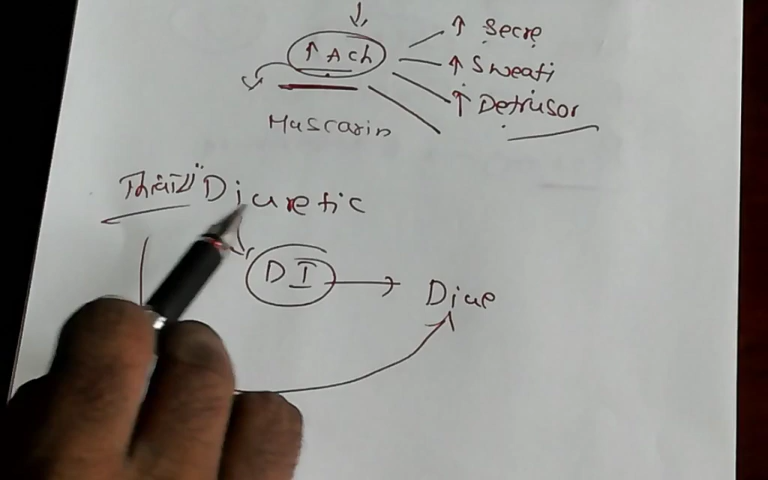 ↑ Secre
↑ Ach
↑ Sweati
↑ Detrusor
Muscarin
Diuretic
DI → Diue